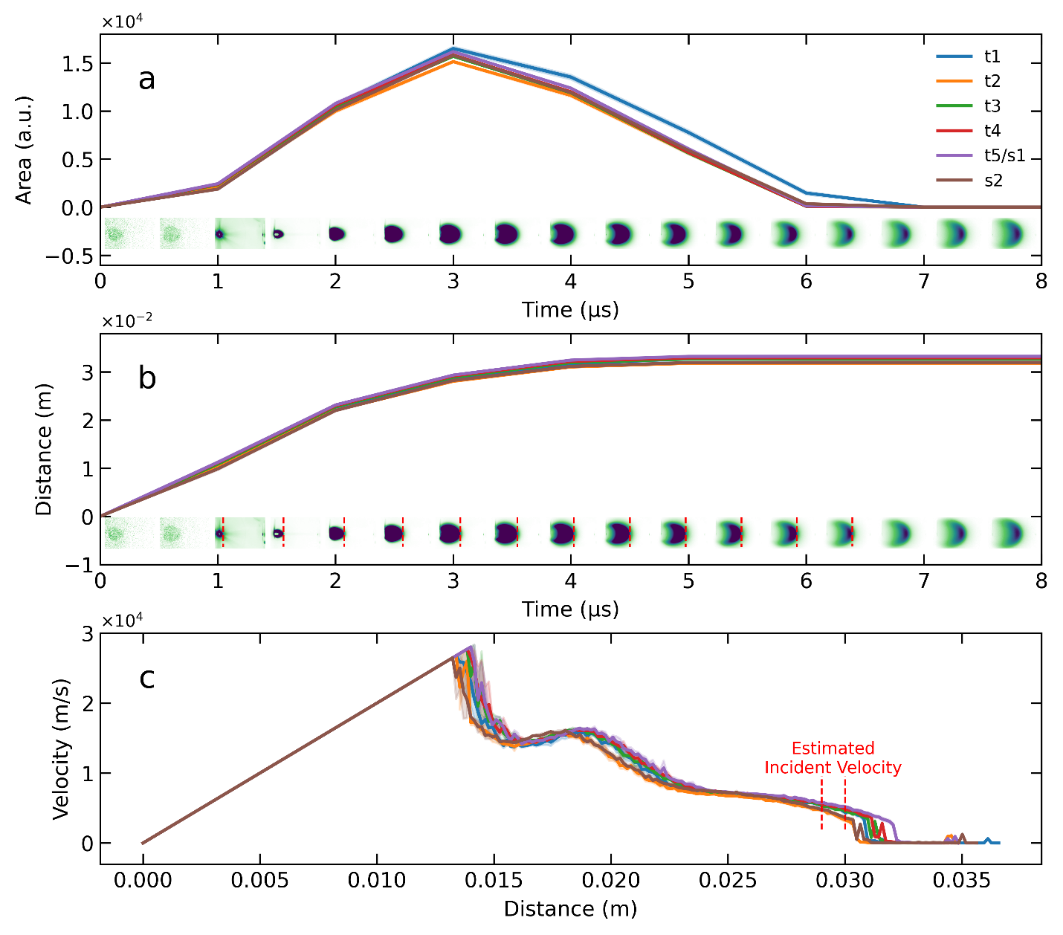 ×10⁴
a
t1
t2
t3
t4
t5/s1
s2
Area (a.u.)
1.5
1.0
0.5
0.0
−0.5
0 1 2 3 4 5 6 7 8
Time (μs)
×10⁻²
b
Distance (m)
3
2
1
0
−1
0 1 2 3 4 5 6 7 8
Time (μs)
×10⁴
c
Velocity (m/s)
3
2
1
0
Estimated
Incident Velocity
0.000 0.005 0.010 0.015 0.020 0.025 0.030 0.035
Distance (m)